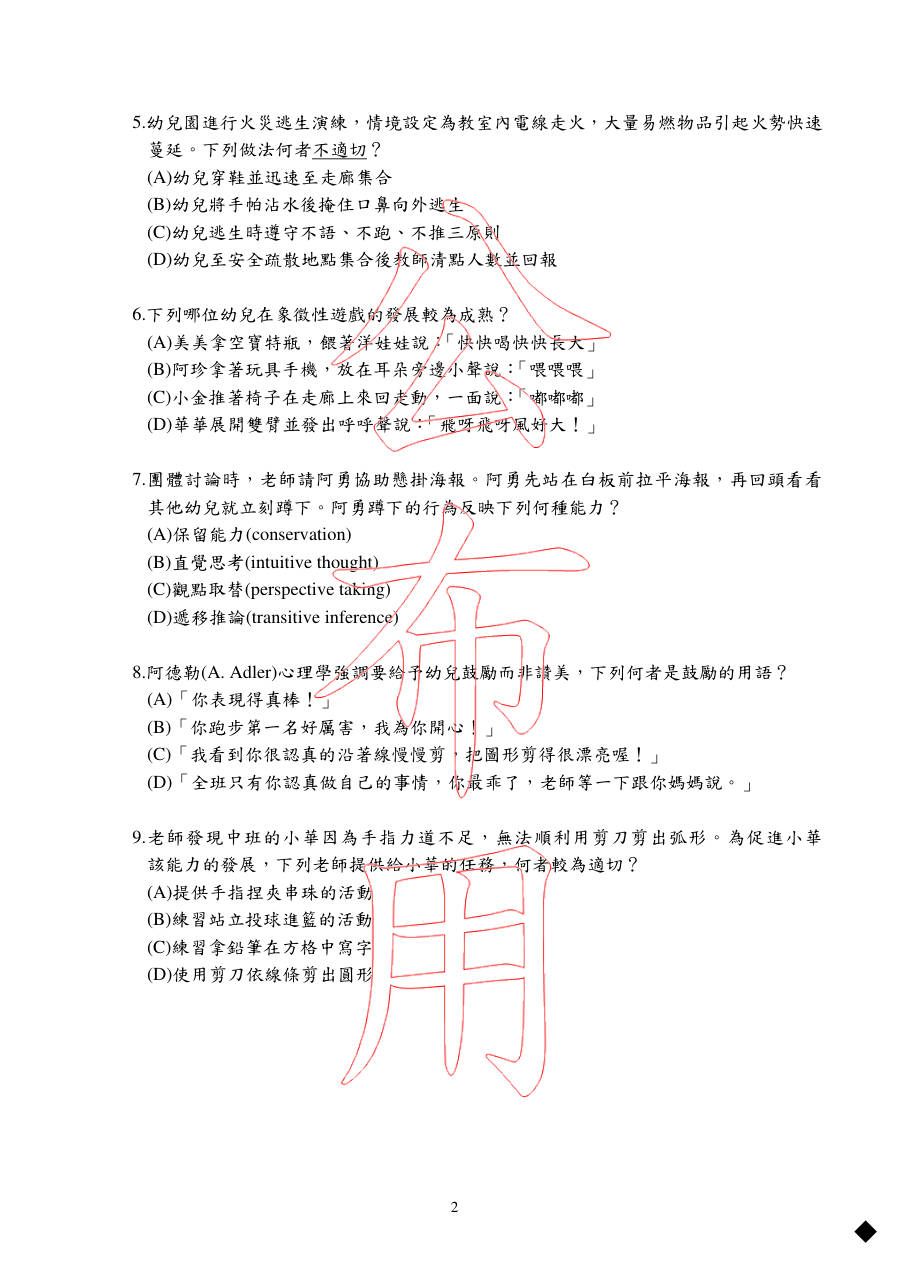 5.幼兒園進行火災逃生演練，情境設定為教室內電線走火，大量易燃物品引起火勢快速
蔓延。下列做法何者不適切？
(A)幼兒穿鞋並迅速至走廊集合
(B)幼兒將手帕沾水後掩住口鼻向外逃生
(C)幼兒逃生時遵守不語、不跑、不推三原則
(D)幼兒至安全疏散地點集合後教師清點人數並回報
6.下列哪位幼兒在象徵性遊戲的發展較為成熟？
(A)美美拿空寶特瓶，餵著洋娃娃說：「快快喝快快長大」
(B)阿珍拿著玩具手機，放在耳朵旁邊小聲說：「喂喂喂」
(C)小金推著椅子在走廊上來回走動，一面說：「嘟嘟嘟」
(D)華華展開雙臂並發出呼呼聲說：「飛呀飛呀風好大！」
7.團體討論時，老師請阿勇協助懸掛海報。阿勇先站在白板前拉平海報，再回頭看看
其他幼兒就立刻蹲下。阿勇蹲下的行為反映下列何種能力？
(A)保留能力(conservation)
(B)直覺思考(intuitive thought)
(C)觀點取替(perspective taking)
(D)遞移推論(transitive inference)
8.阿德勒(A. Adler)心理學強調要給予幼兒鼓勵而非讚美，下列何者是鼓勵的用語？
(A)「你表現得真棒！」
(B)「你跑步第一名好厲害，我為你開心！」
(C)「我看到你很認真的沿著線慢慢剪，把圖形剪得很漂亮喔！」
(D)「全班只有你認真做自己的事情，你最乖了，老師等一下跟你媽媽說。」
9.老師發現中班的小華因為手指力道不足，無法順利用剪刀剪出弧形。為促進小華
該能力的發展，下列老師提供給小華的任務，何者較為適切？
(A)提供手指捏夾串珠的活動
(B)練習站立投球進籃的活動
(C)練習拿鉛筆在方格中寫字
(D)使用剪刀依線條剪出圓形
公布用
2